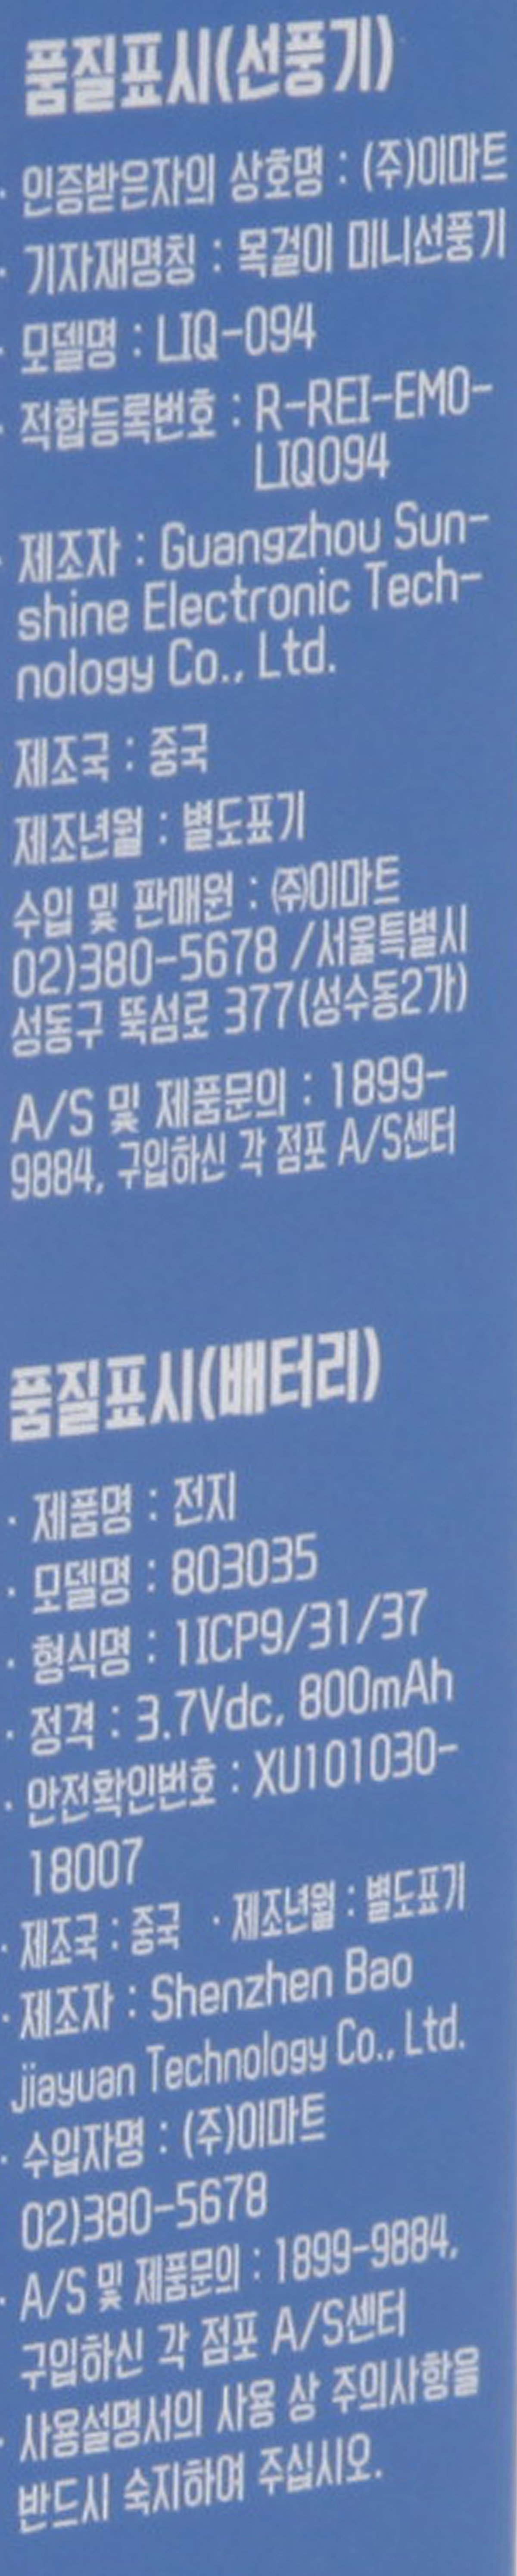 품질표시(선풍기)
· 인증받은자의 상호명 : (주)이마트
· 기자재명칭 : 목걸이 미니선풍기
· 모델명 : LIQ-094
· 적합등록번호 : R-REI-EMO-
LIQ094
· 제조자 : Guangzhou Sun-
shine Electronic Tech-
nology Co., Ltd.
제조국 : 중국
제조년월 : 별도표기
수입 및 판매원 : ㈜이마트
02)380-5678 /서울특별시
성동구 뚝섬로 377(성수동2가)
A/S 및 제품문의 : 1899-
9884, 구입하신 각 점포 A/S센터
품질표시(배터리)
· 제품명 : 전지
· 모델명 : 803035
· 형식명 : 1ICP9/31/37
· 정격 : 3.7Vdc, 800mAh
· 안전확인번호 : XU101030-
18007
· 제조국 : 중국 · 제조년월 : 별도표기
· 제조자 : Shenzhen Bao
jiayuan Technology Co., Ltd.
· 수입자명 : (주)이마트
02)380-5678
· A/S 및 제품문의 : 1899-9884,
구입하신 각 점포 A/S센터
· 사용설명서의 사용 상 주의사항을
반드시 숙지하여 주십시오.